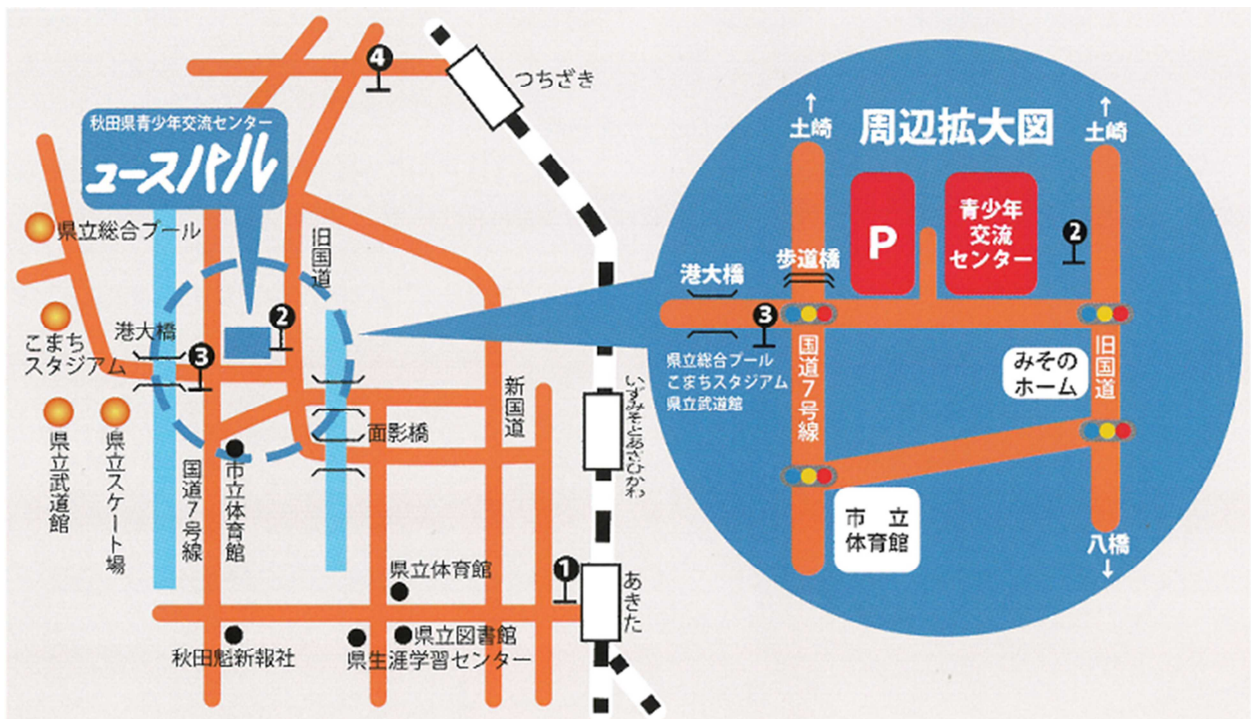 4
つちざき
秋田県青少年交流センター
ユースパル
県立総合プール
旧国道
こまち
スタジアム
港大橋
3
2
県立武道館
県立スケート場
国道7号線
市立体育館
面影橋
新国道
いずみそとあさひかわ
県立体育館
1
あきた
秋田魁新報社
県立図書館
県生涯学習センター
周辺拡大図
↑
土崎
↑
土崎
P
青少年
交流
センター
2
港大橋
歩道橋
3
県立総合プール
こまちスタジアム
県立武道館
国道7号線
みその
ホーム
旧国道
市 立
体育館
八橋
↓